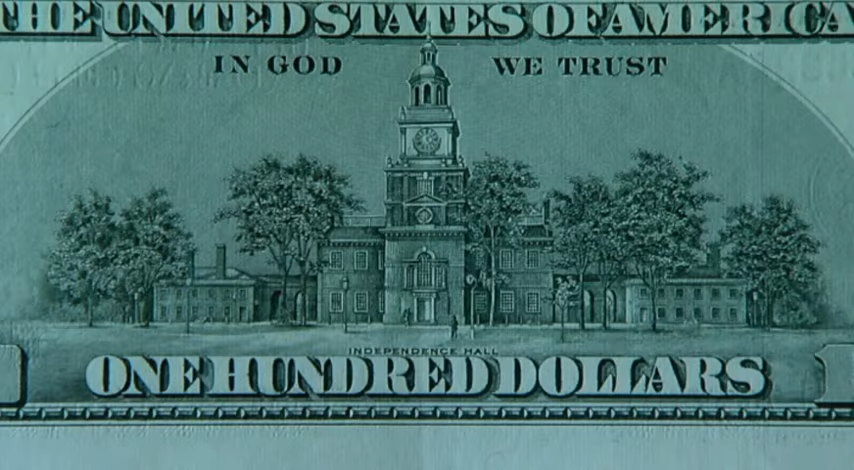 THE UNITED STATES OF AMERICA
IN GOD WE TRUST
INDEPENDENCE HALL
ONE HUNDRED DOLLARS